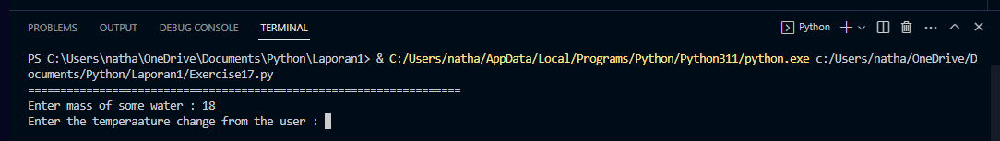 PROBLEMS OUTPUT DEBUG CONSOLE TERMINAL Python
PS C:\Users\natha\OneDrive\Documents\Python\Laporan1> & C:/Users/natha/AppData/Local/Programs/Python/Python311/python.exe c:/Users/natha/OneDrive/D
ocuments/Python/Laporan1/Exercise17.py
===================================================================
Enter mass of some water : 18
Enter the temperaature change from the user :